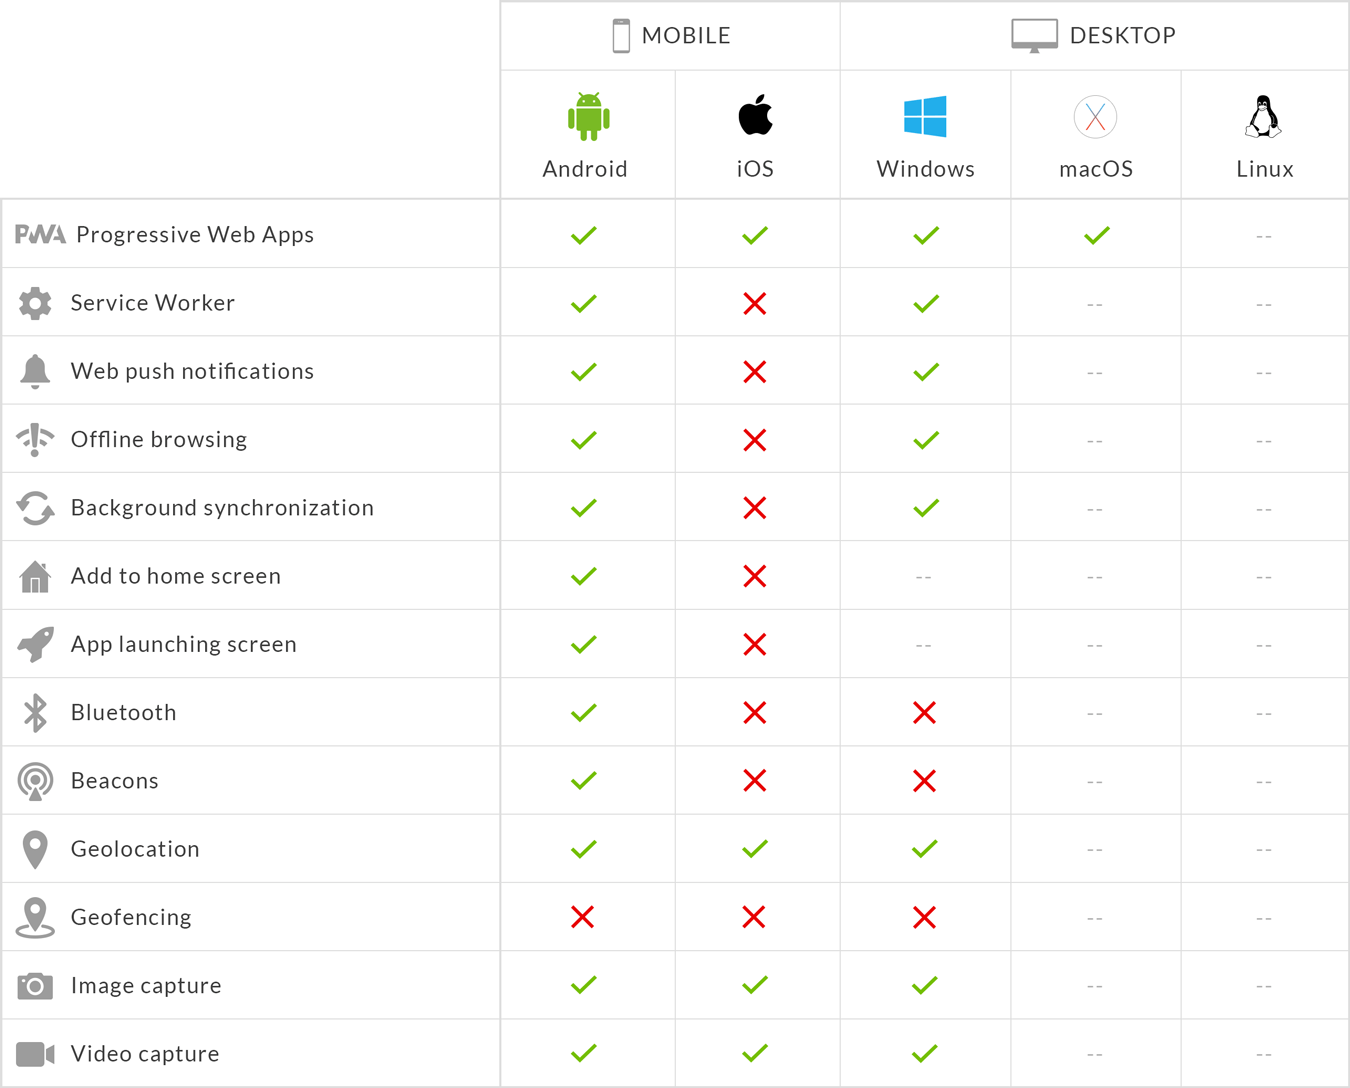 MOBILE DESKTOP
Android iOS Windows macOS Linux
PWA Progressive Web Apps --
Service Worker -- --
Web push notifications -- --
Offline browsing -- --
Background synchronization -- --
Add to home screen -- -- --
App launching screen -- -- --
Bluetooth -- --
Beacons -- --
Geolocation -- --
Geofencing -- --
Image capture -- --
Video capture -- --